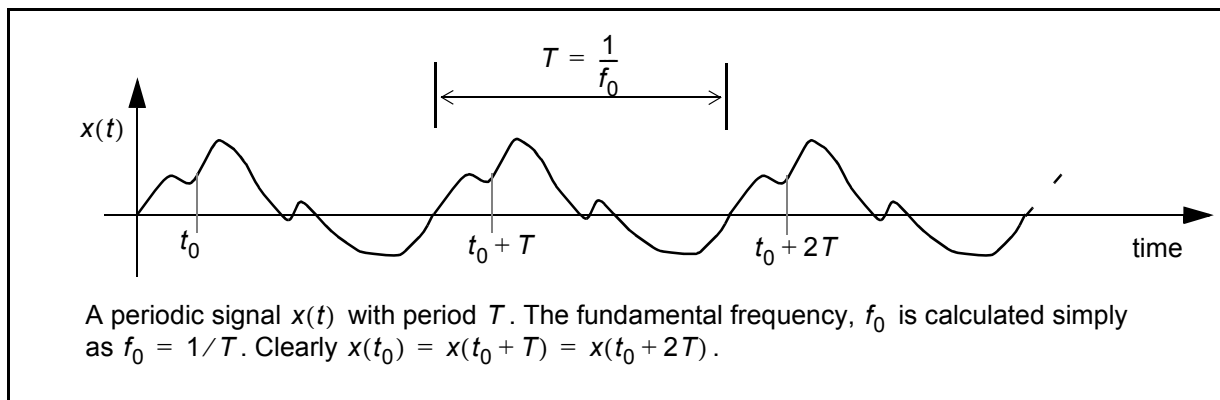 T = 1/f₀
x(t)
t₀
t₀ + T
t₀ + 2T
time
A periodic signal x(t) with period T. The fundamental frequency, f₀ is calculated simply
as f₀ = 1/T. Clearly x(t₀) = x(t₀ + T) = x(t₀ + 2T).